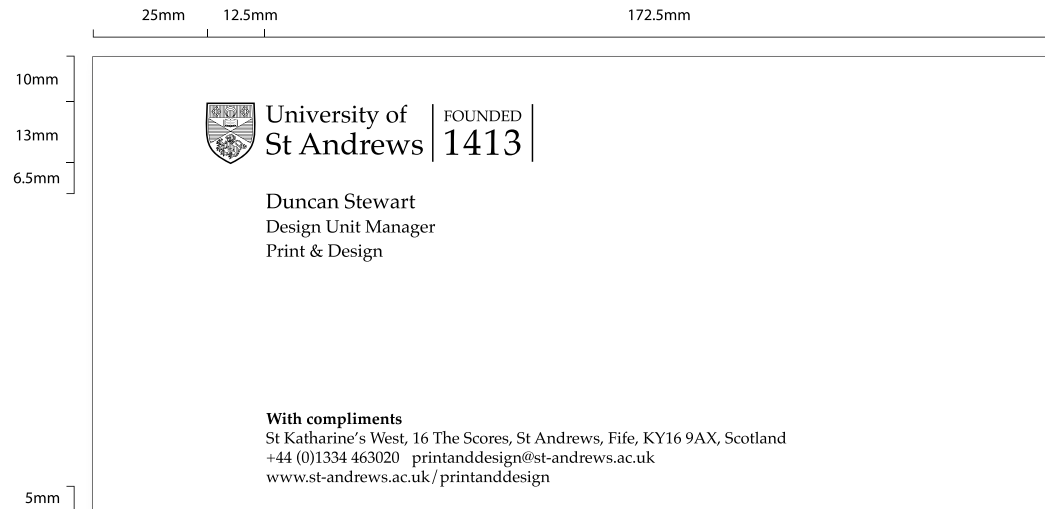 25mm 12.5mm 172.5mm
10mm
13mm
6.5mm
University of
St Andrews
FOUNDED
1413
Duncan Stewart
Design Unit Manager
Print & Design
With compliments
St Katharine's West, 16 The Scores, St Andrews, Fife, KY16 9AX, Scotland
+44 (0)1334 463020 printanddesign@st-andrews.ac.uk
www.st-andrews.ac.uk/printanddesign
5mm